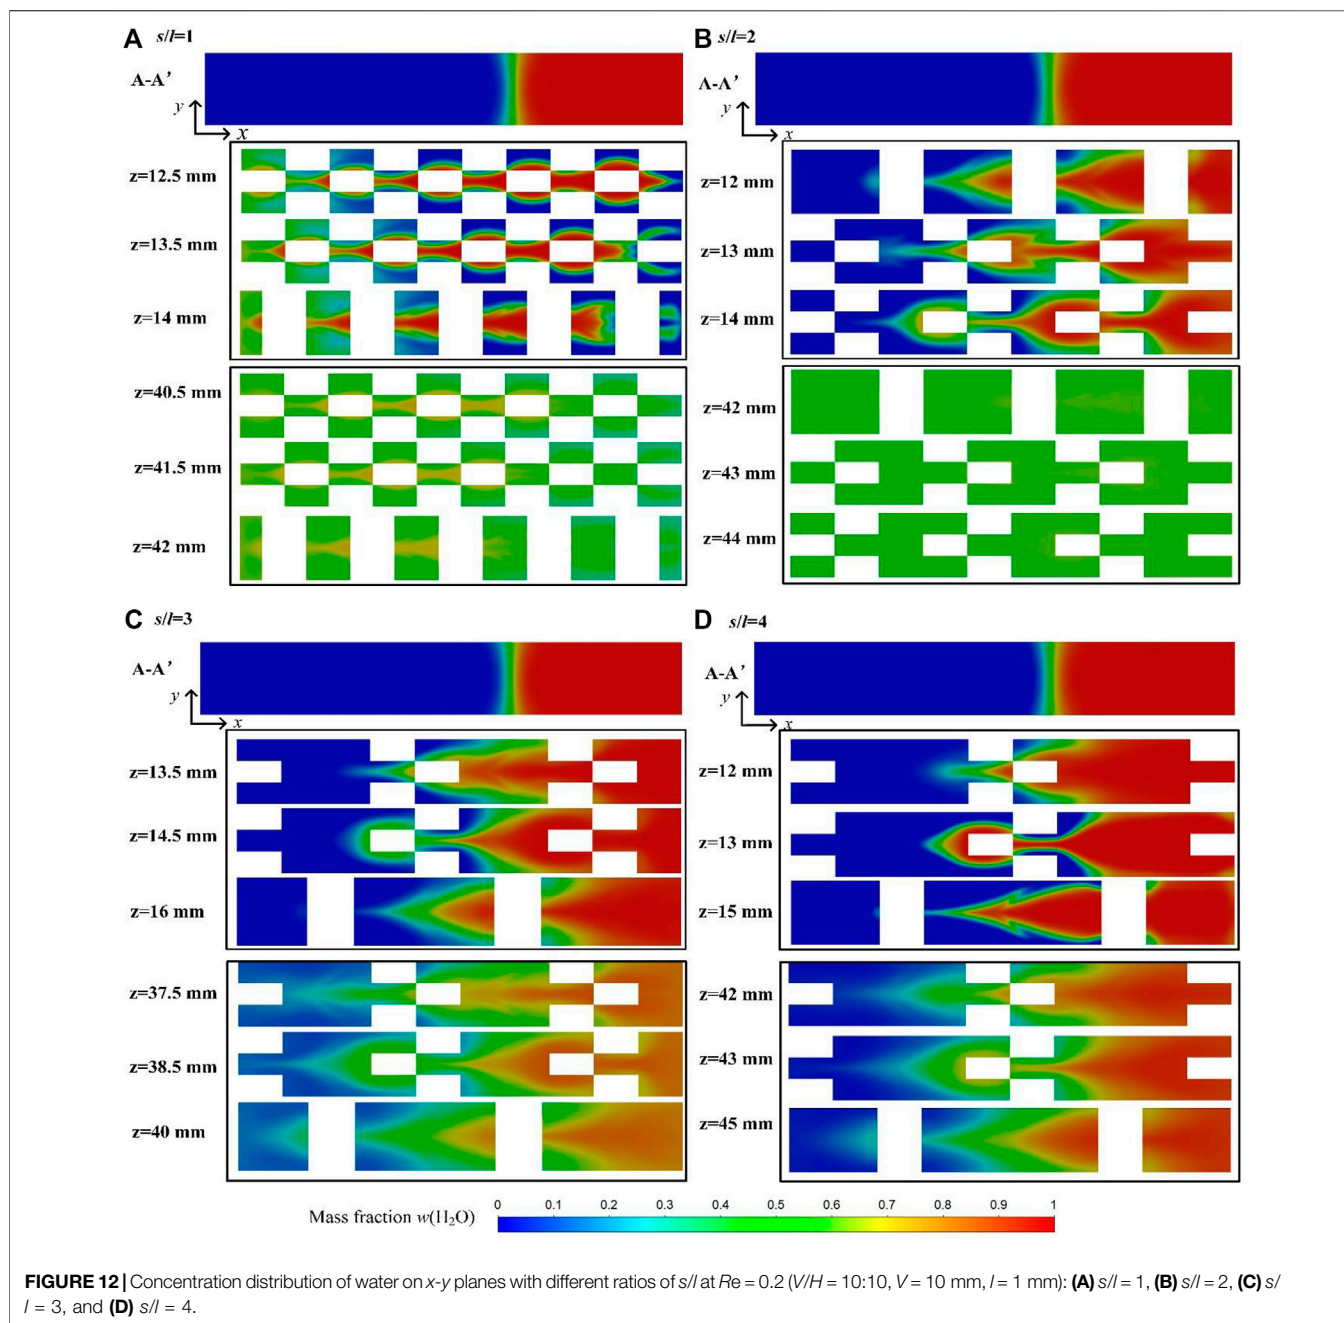 A s/l=1
A-A’
y
x
z=12.5 mm
z=13.5 mm
z=14 mm
z=40.5 mm
z=41.5 mm
z=42 mm
B s/l=2
A-A’
y
x
z=12 mm
z=13 mm
z=14 mm
z=42 mm
z=43 mm
z=44 mm
C s/l=3
A-A’
y
x
z=13.5 mm
z=14.5 mm
z=16 mm
z=37.5 mm
z=38.5 mm
z=40 mm
D s/l=4
A-A’
y
x
z=12 mm
z=13 mm
z=15 mm
z=42 mm
z=43 mm
z=45 mm
0 0.1 0.2 0.3 0.4 0.5 0.6 0.7 0.8 0.9 1
Mass fraction w(H₂O)
FIGURE 12 | Concentration distribution of water on x-y planes with different ratios of s/l at Re = 0.2 (V/H = 10:10, V = 10 mm, l = 1 mm): (A) s/l = 1, (B) s/l = 2, (C) s/
l = 3, and (D) s/l = 4.